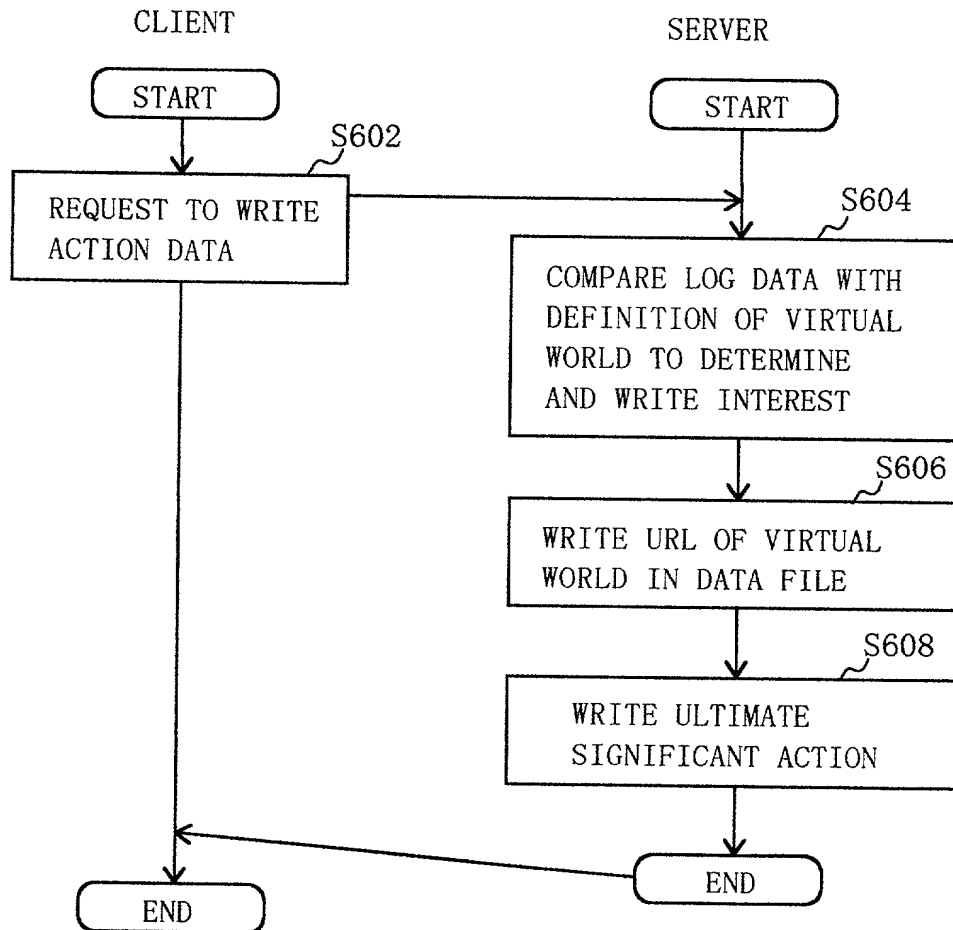 CLIENT
SERVER
START
START
S602
REQUEST TO WRITE
ACTION DATA
S604
COMPARE LOG DATA WITH
DEFINITION OF VIRTUAL
WORLD TO DETERMINE
AND WRITE INTEREST
S606
WRITE URL OF VIRTUAL
WORLD IN DATA FILE
S608
WRITE ULTIMATE
SIGNIFICANT ACTION
END
END